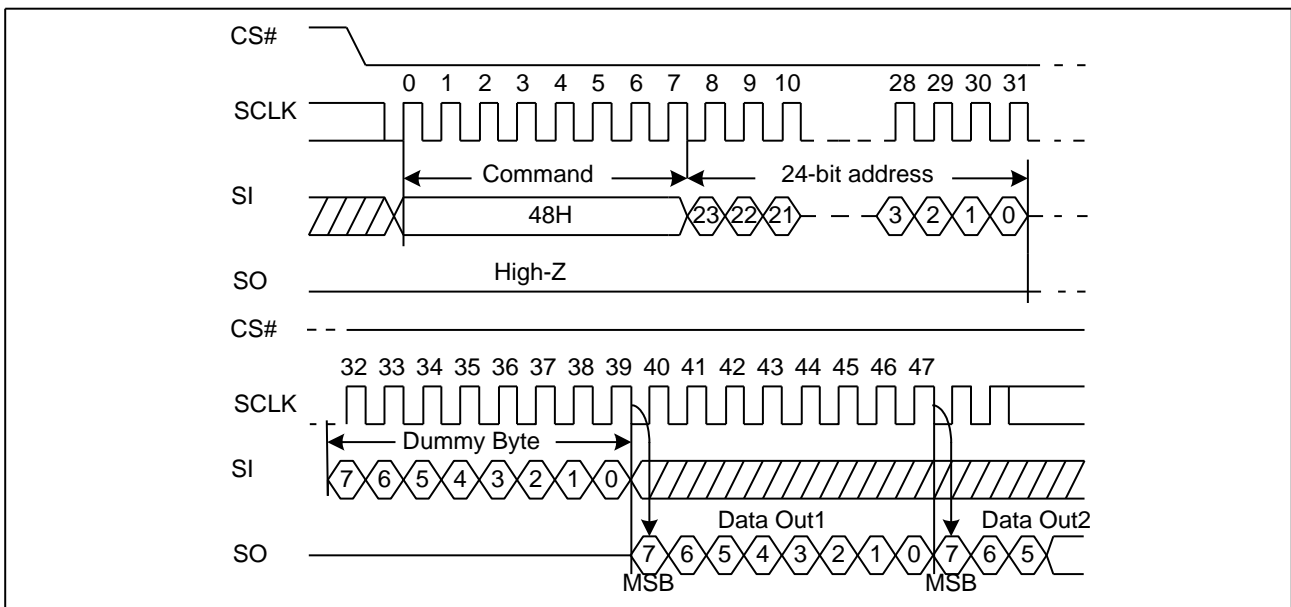 CS#
0 1 2 3 4 5 6 7 8 9 10 28 29 30 31
SCLK
Command 24-bit address
SI
48H 23 22 21 3 2 1 0
High-Z
SO
CS#
32 33 34 35 36 37 38 39 40 41 42 43 44 45 46 47
SCLK
Dummy Byte
SI
7 6 5 4 3 2 1 0
Data Out1 Data Out2
SO
7 6 5 4 3 2 1 0 7 6 5
MSB MSB